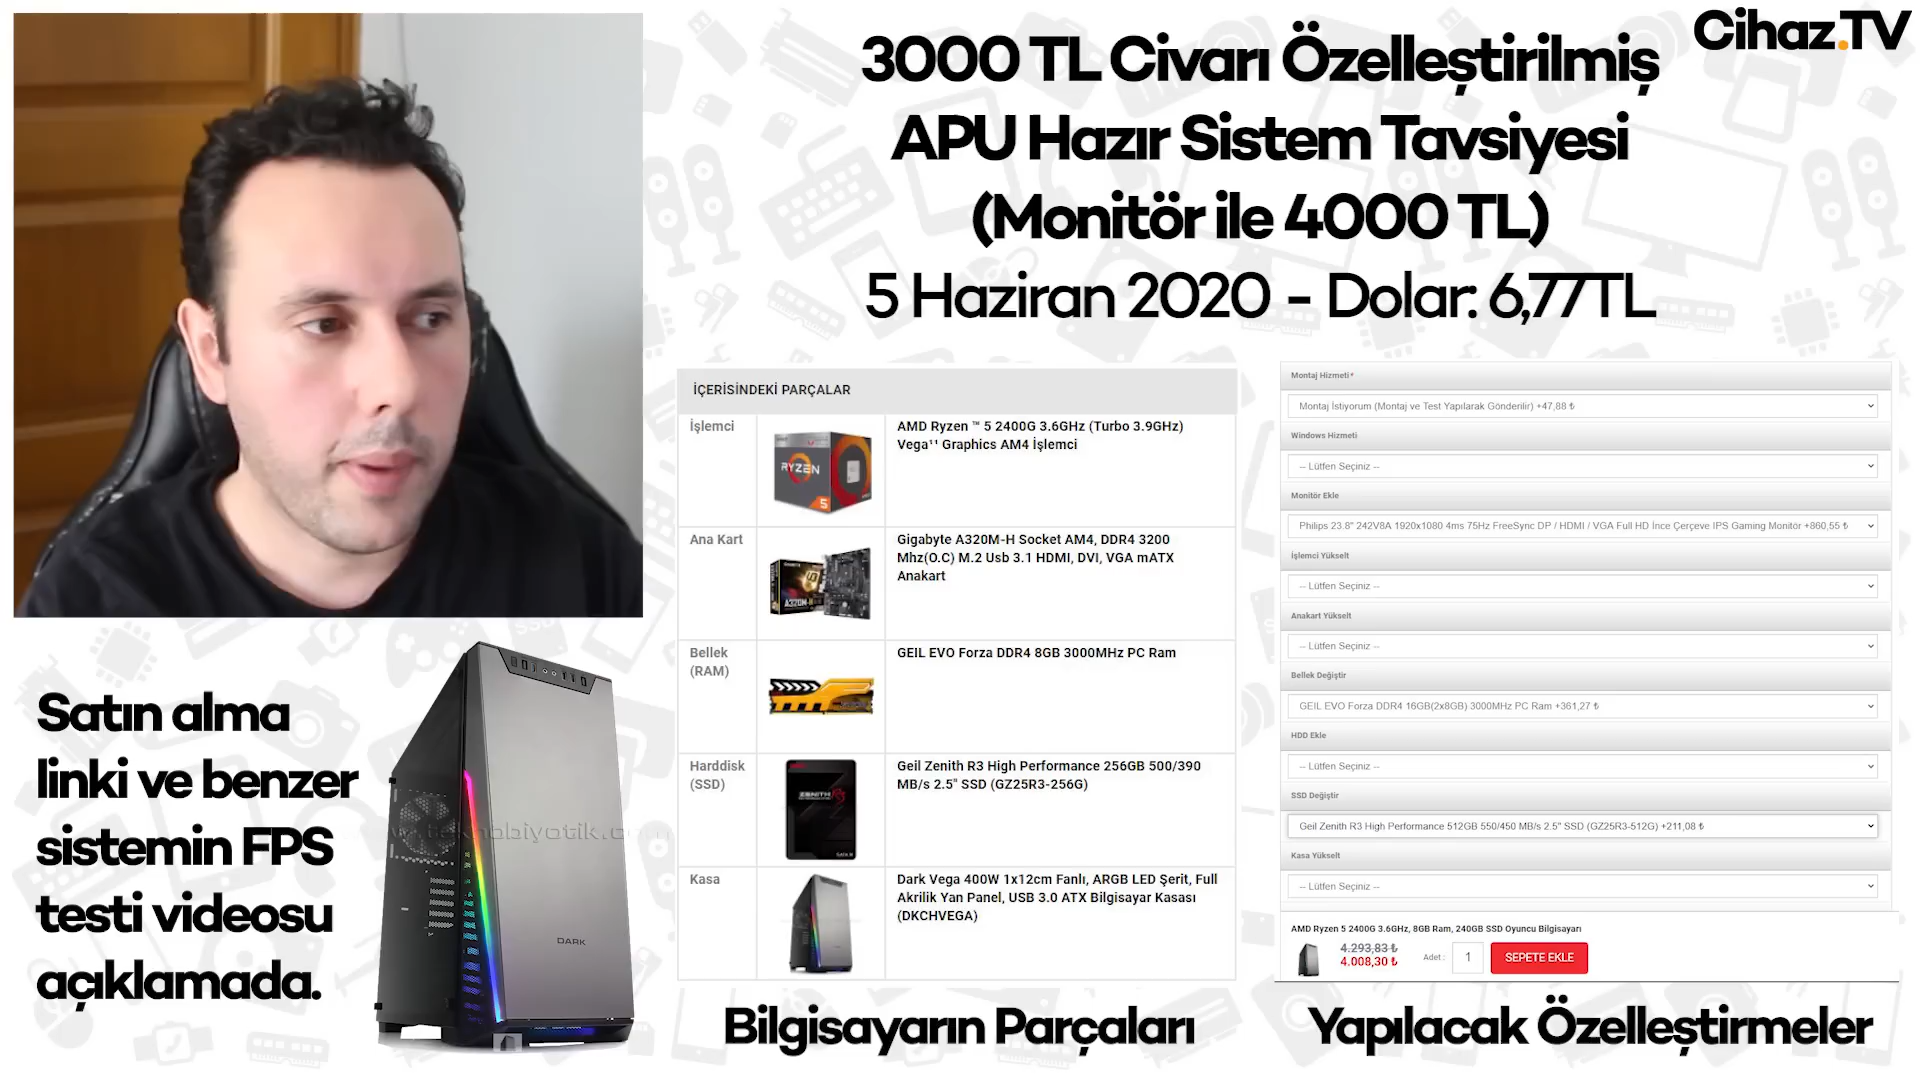 Cihaz.TV
3000 TL Civarı Özelleştirilmiş
APU Hazır Sistem Tavsiyesi
(Monitör ile 4000 TL)
5 Haziran 2020 - Dolar: 6,77TL
Satın alma
linki ve benzer
sistemin FPS
testi videosu
açıklamada.
DARK
İÇERİSİNDEKİ PARÇALAR
İşlemci
RYZEN
5
AMD Ryzen ™ 5 2400G 3.6GHz (Turbo 3.9GHz)
Vega¹¹ Graphics AM4 İşlemci
Ana Kart
A320M-H
Gigabyte A320M-H Socket AM4, DDR4 3200
Mhz(O.C) M.2 Usb 3.1 HDMI, DVI, VGA mATX
Anakart
Bellek
(RAM)
GEIL EVO Forza DDR4 8GB 3000MHz PC Ram
Harddisk
(SSD)
ZENITH R3
Geil Zenith R3 High Performance 256GB 500/390
MB/s 2.5" SSD (GZ25R3-256G)
Kasa
Dark Vega 400W 1x12cm Fanlı, ARGB LED Şerit, Full
Akrilik Yan Panel, USB 3.0 ATX Bilgisayar Kasası
(DKCHVEGA)
Bilgisayarın Parçaları
Montaj Hizmeti*
Montaj İstiyorum (Montaj ve Test Yapılarak Gönderilir) +47,88 ₺
Windows Hizmeti
-- Lütfen Seçiniz --
Monitör Ekle
Philips 23.8" 242V8A 1920x1080 4ms 75Hz FreeSync DP / HDMI / VGA Full HD İnce Çerçeve IPS Gaming Monitör +860,55 ₺
İşlemci Yükselt
-- Lütfen Seçiniz --
Anakart Yükselt
-- Lütfen Seçiniz --
Bellek Değiştir
GEIL EVO Forza DDR4 16GB(2x8GB) 3000MHz PC Ram +361,27 ₺
HDD Ekle
-- Lütfen Seçiniz --
SSD Değiştir
Geil Zenith R3 High Performance 512GB 550/450 MB/s 2.5" SSD (GZ25R3-512G) +211,08 ₺
Kasa Yükselt
-- Lütfen Seçiniz --
AMD Ryzen 5 2400G 3.6GHz, 8GB Ram, 240GB SSD Oyuncu Bilgisayarı
4.293,83 ₺
4.008,30 ₺
Adet :
1
SEPETE EKLE
Yapılacak Özelleştirmeler